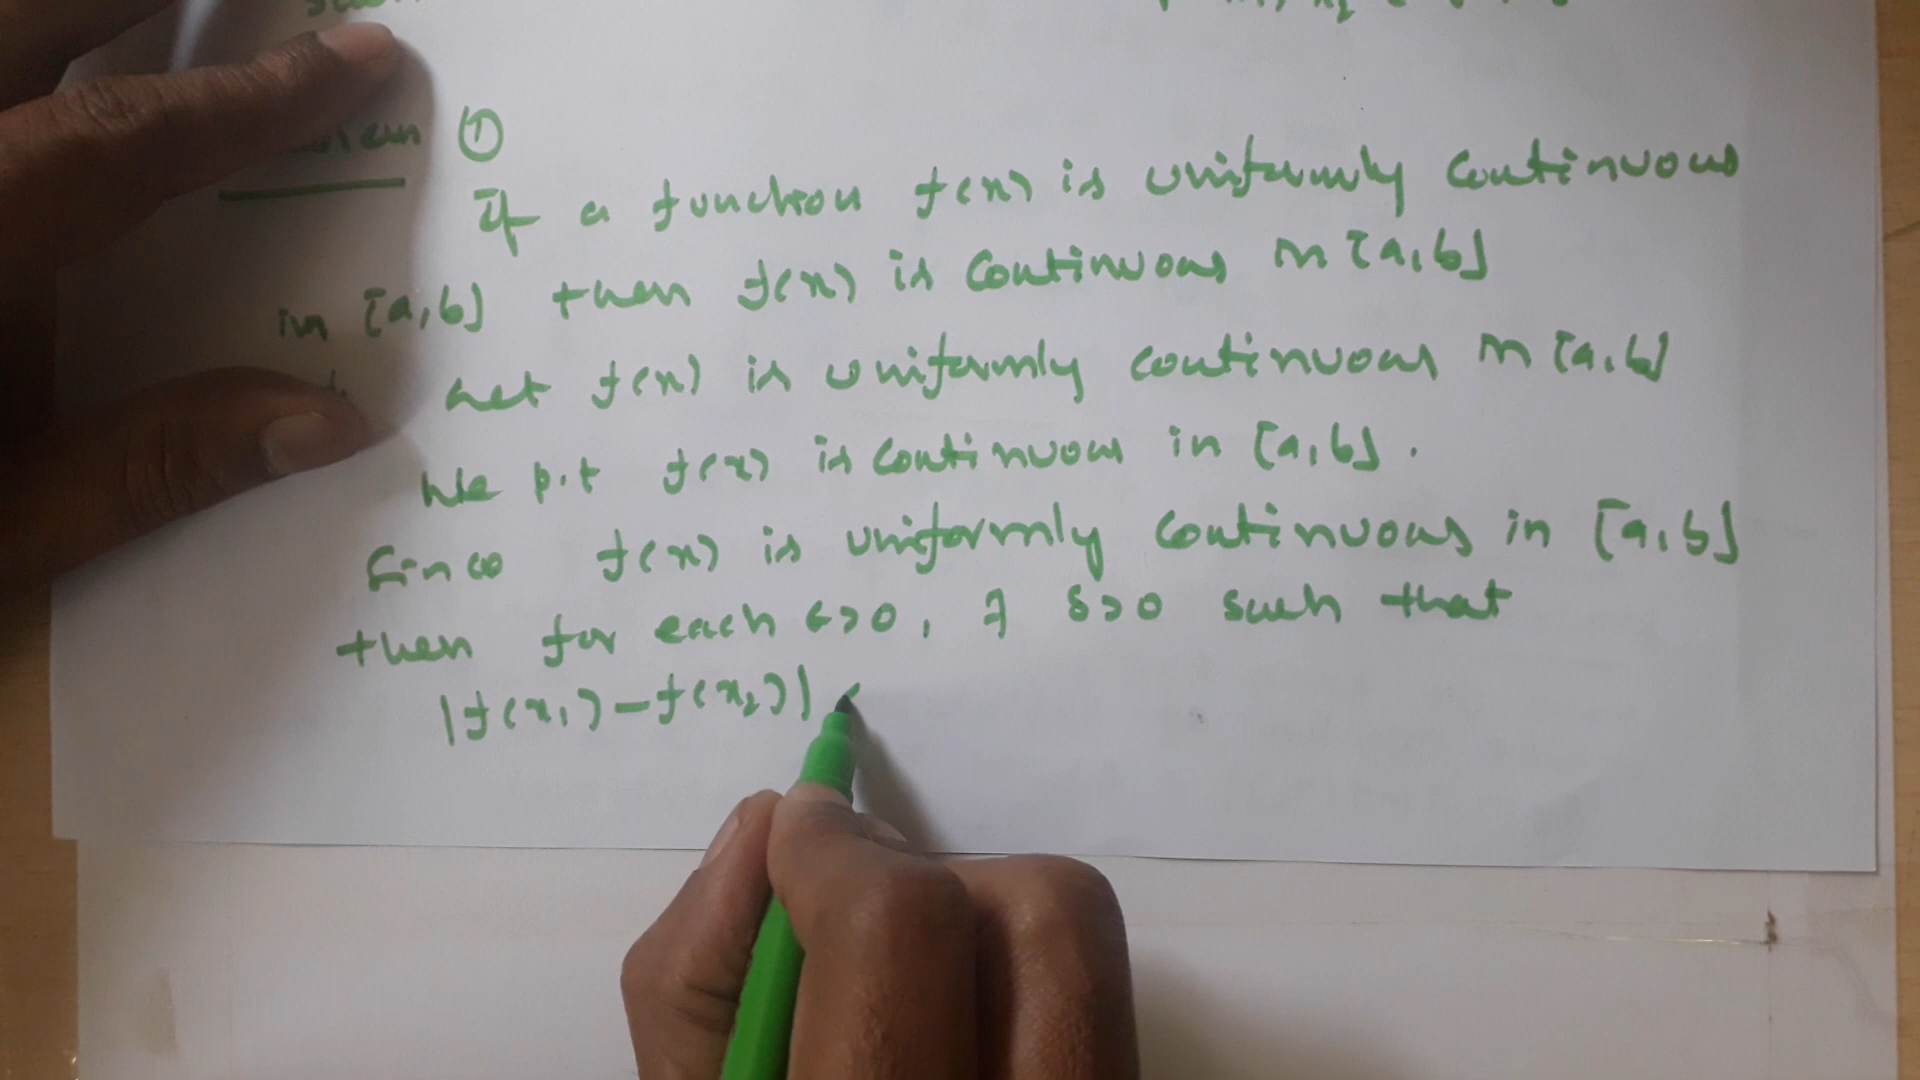 ①
If a function f(x) is uniformly continuous
in [a,b] then f(x) is continuous in [a,b]
Let f(x) is uniformly continuous in [a,b]
We p.t f(x) is continuous in [a,b].
Since f(x) is uniformly continuous in [a,b]
then for each ε>0, ∃ δ>0 such that
|f(x₁)-f(x₂)| <